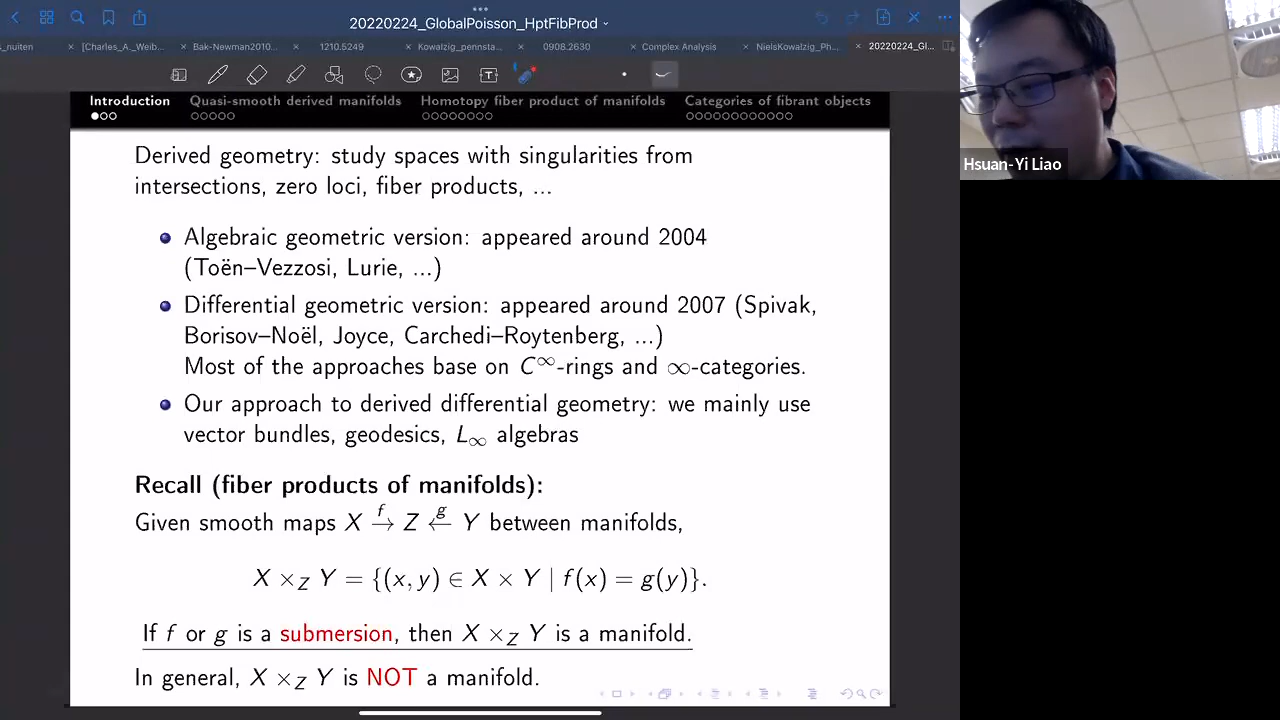 20220224_GlobalPoisson_HptFibProd
s_nuiten
[Charles_A._Weib...
Bak-Newman2010...
1210.5249
Kowalzig_pennsta...
0908.2630
Complex Analysis
NielsKowalzig_Ph...
20220224_Gl...
Introduction Quasi-smooth derived manifolds Homotopy fiber product of manifolds Categories of fibrant objects
Derived geometry: study spaces with singularities from
intersections, zero loci, fiber products, ...
Algebraic geometric version: appeared around 2004
(Toën–Vezzosi, Lurie, ...)
Differential geometric version: appeared around 2007 (Spivak,
Borisov–Noël, Joyce, Carchedi–Roytenberg, ...)
Most of the approaches base on C^∞-rings and ∞-categories.
Our approach to derived differential geometry: we mainly use
vector bundles, geodesics, L_∞ algebras
Recall (fiber products of manifolds):
Given smooth maps X →^f Z ←^g Y between manifolds,
X ×_Z Y = {(x, y) ∈ X × Y | f(x) = g(y)}.
If f or g is a submersion, then X ×_Z Y is a manifold.
In general, X ×_Z Y is NOT a manifold.
Hsuan-Yi Liao